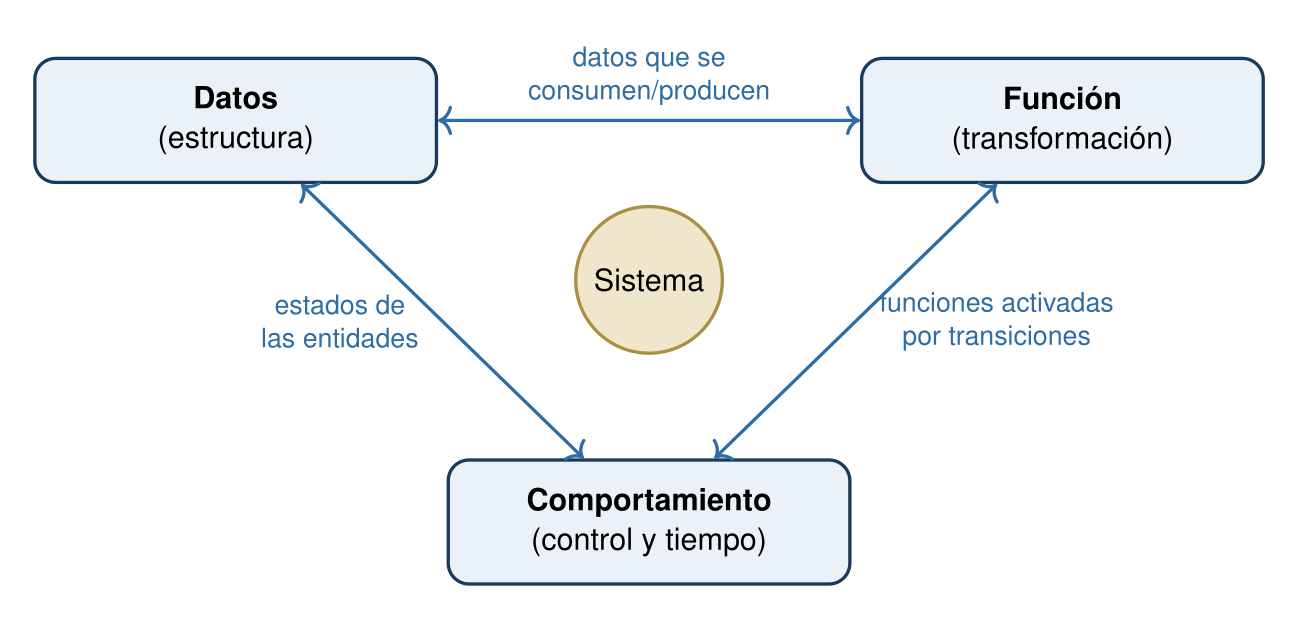 datos que se
consumen/producen
Datos
(estructura)
Función
(transformación)
Sistema
estados de
las entidades
funciones activadas
por transiciones
Comportamiento
(control y tiempo)